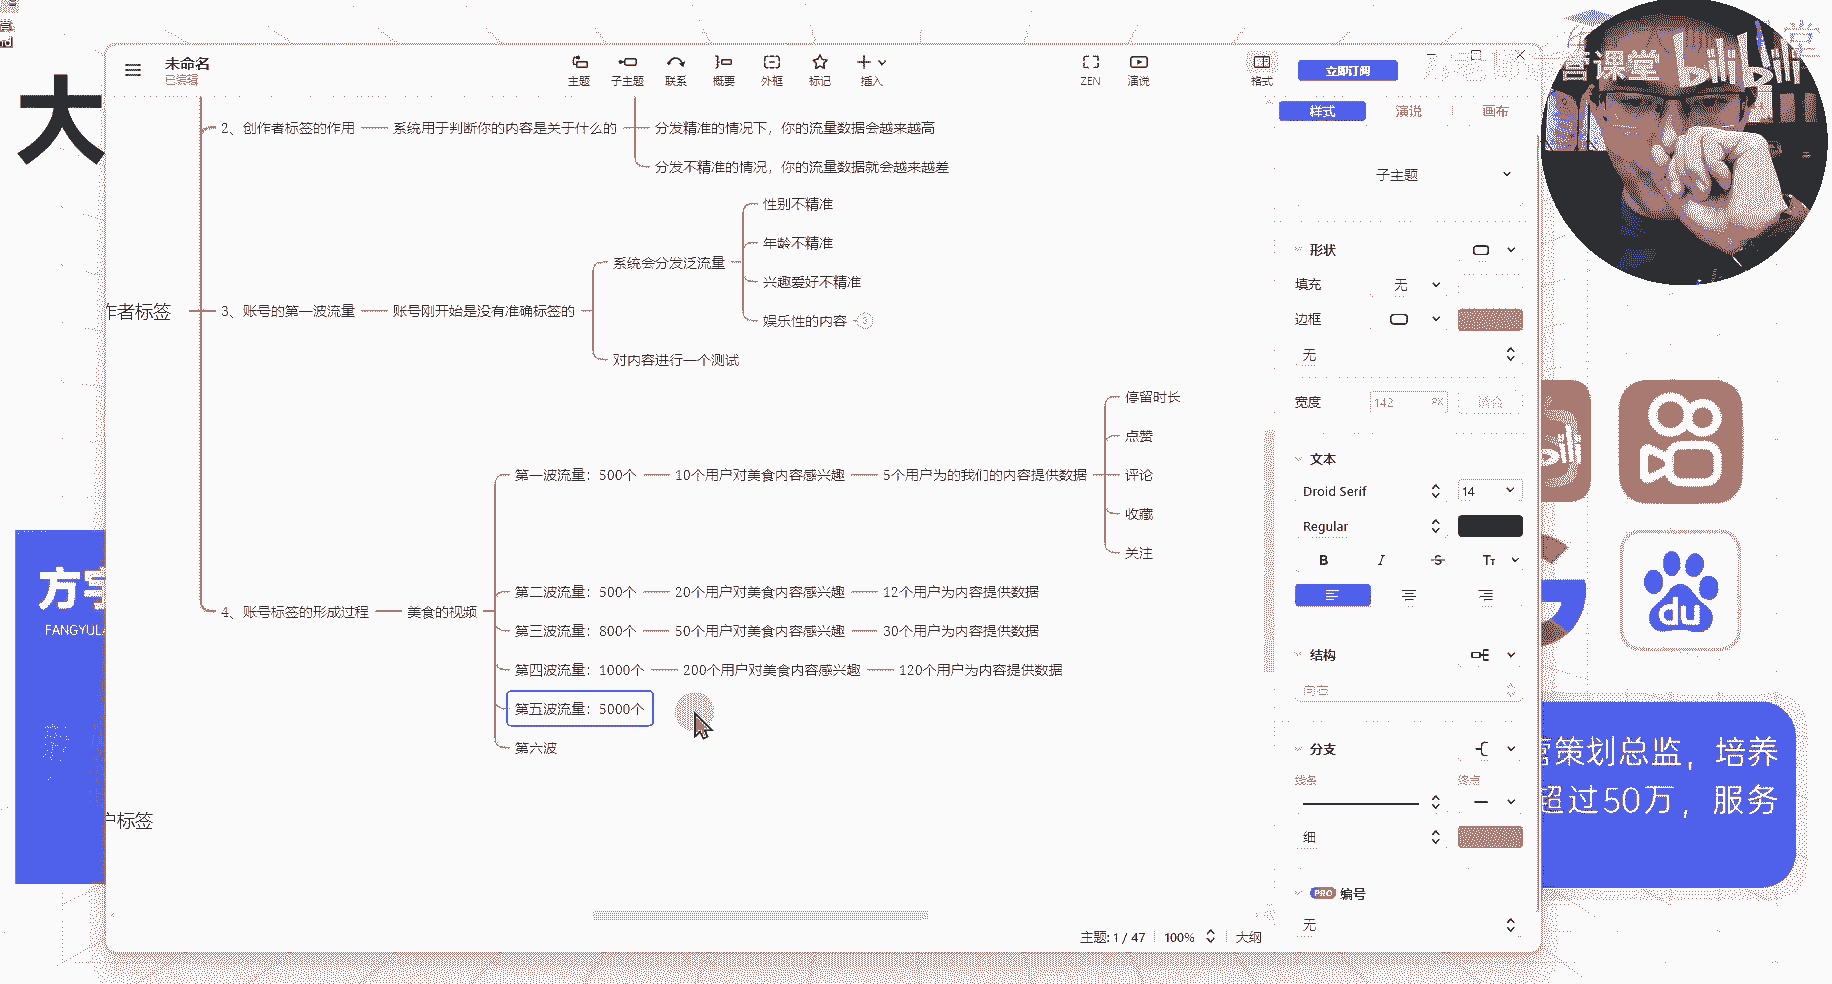 大
未命名
已编辑
主题
子主题
联系
概要
外框
标记
插入
ZEN
演说
格式
立即订阅
营课堂
bilibili
样式
演说
画布
2、创作者标签的作用
系统用于判断你的内容是关于什么的
分发精准的情况下，你的流量数据会越来越高
分发不精准的情况，你的流量数据就会越来越差
性别不精准
年龄不精准
系统会分发泛流量
兴趣爱好不精准
娱乐性的内容
3
作者标签
3、账号的第一波流量
账号刚开始是没有准确标签的
对内容进行一个测试
停留时长
点赞
第一波流量：500个
10个用户对美食内容感兴趣
5个用户为的我们的内容提供数据
评论
收藏
关注
第二波流量：500个
20个用户对美食内容感兴趣
12个用户为内容提供数据
4、账号标签的形成过程
美食的视频
第三波流量：800个
50个用户对美食内容感兴趣
30个用户为内容提供数据
第四波流量：1000个
200个用户对美食内容感兴趣
120个用户为内容提供数据
第五波流量：5000个
第六波
户标签
子主题
形状
填充
无
边框
无
宽度
142
PX
文本
Droid Serif
14
Regular
B
I
S
Tт
结构
分支
线条
终点
细
PRO
编号
无
主题: 1 / 47
100%
大纲
方宇
FANGYULA
bili
du
营策划总监，培养
超过50万，服务